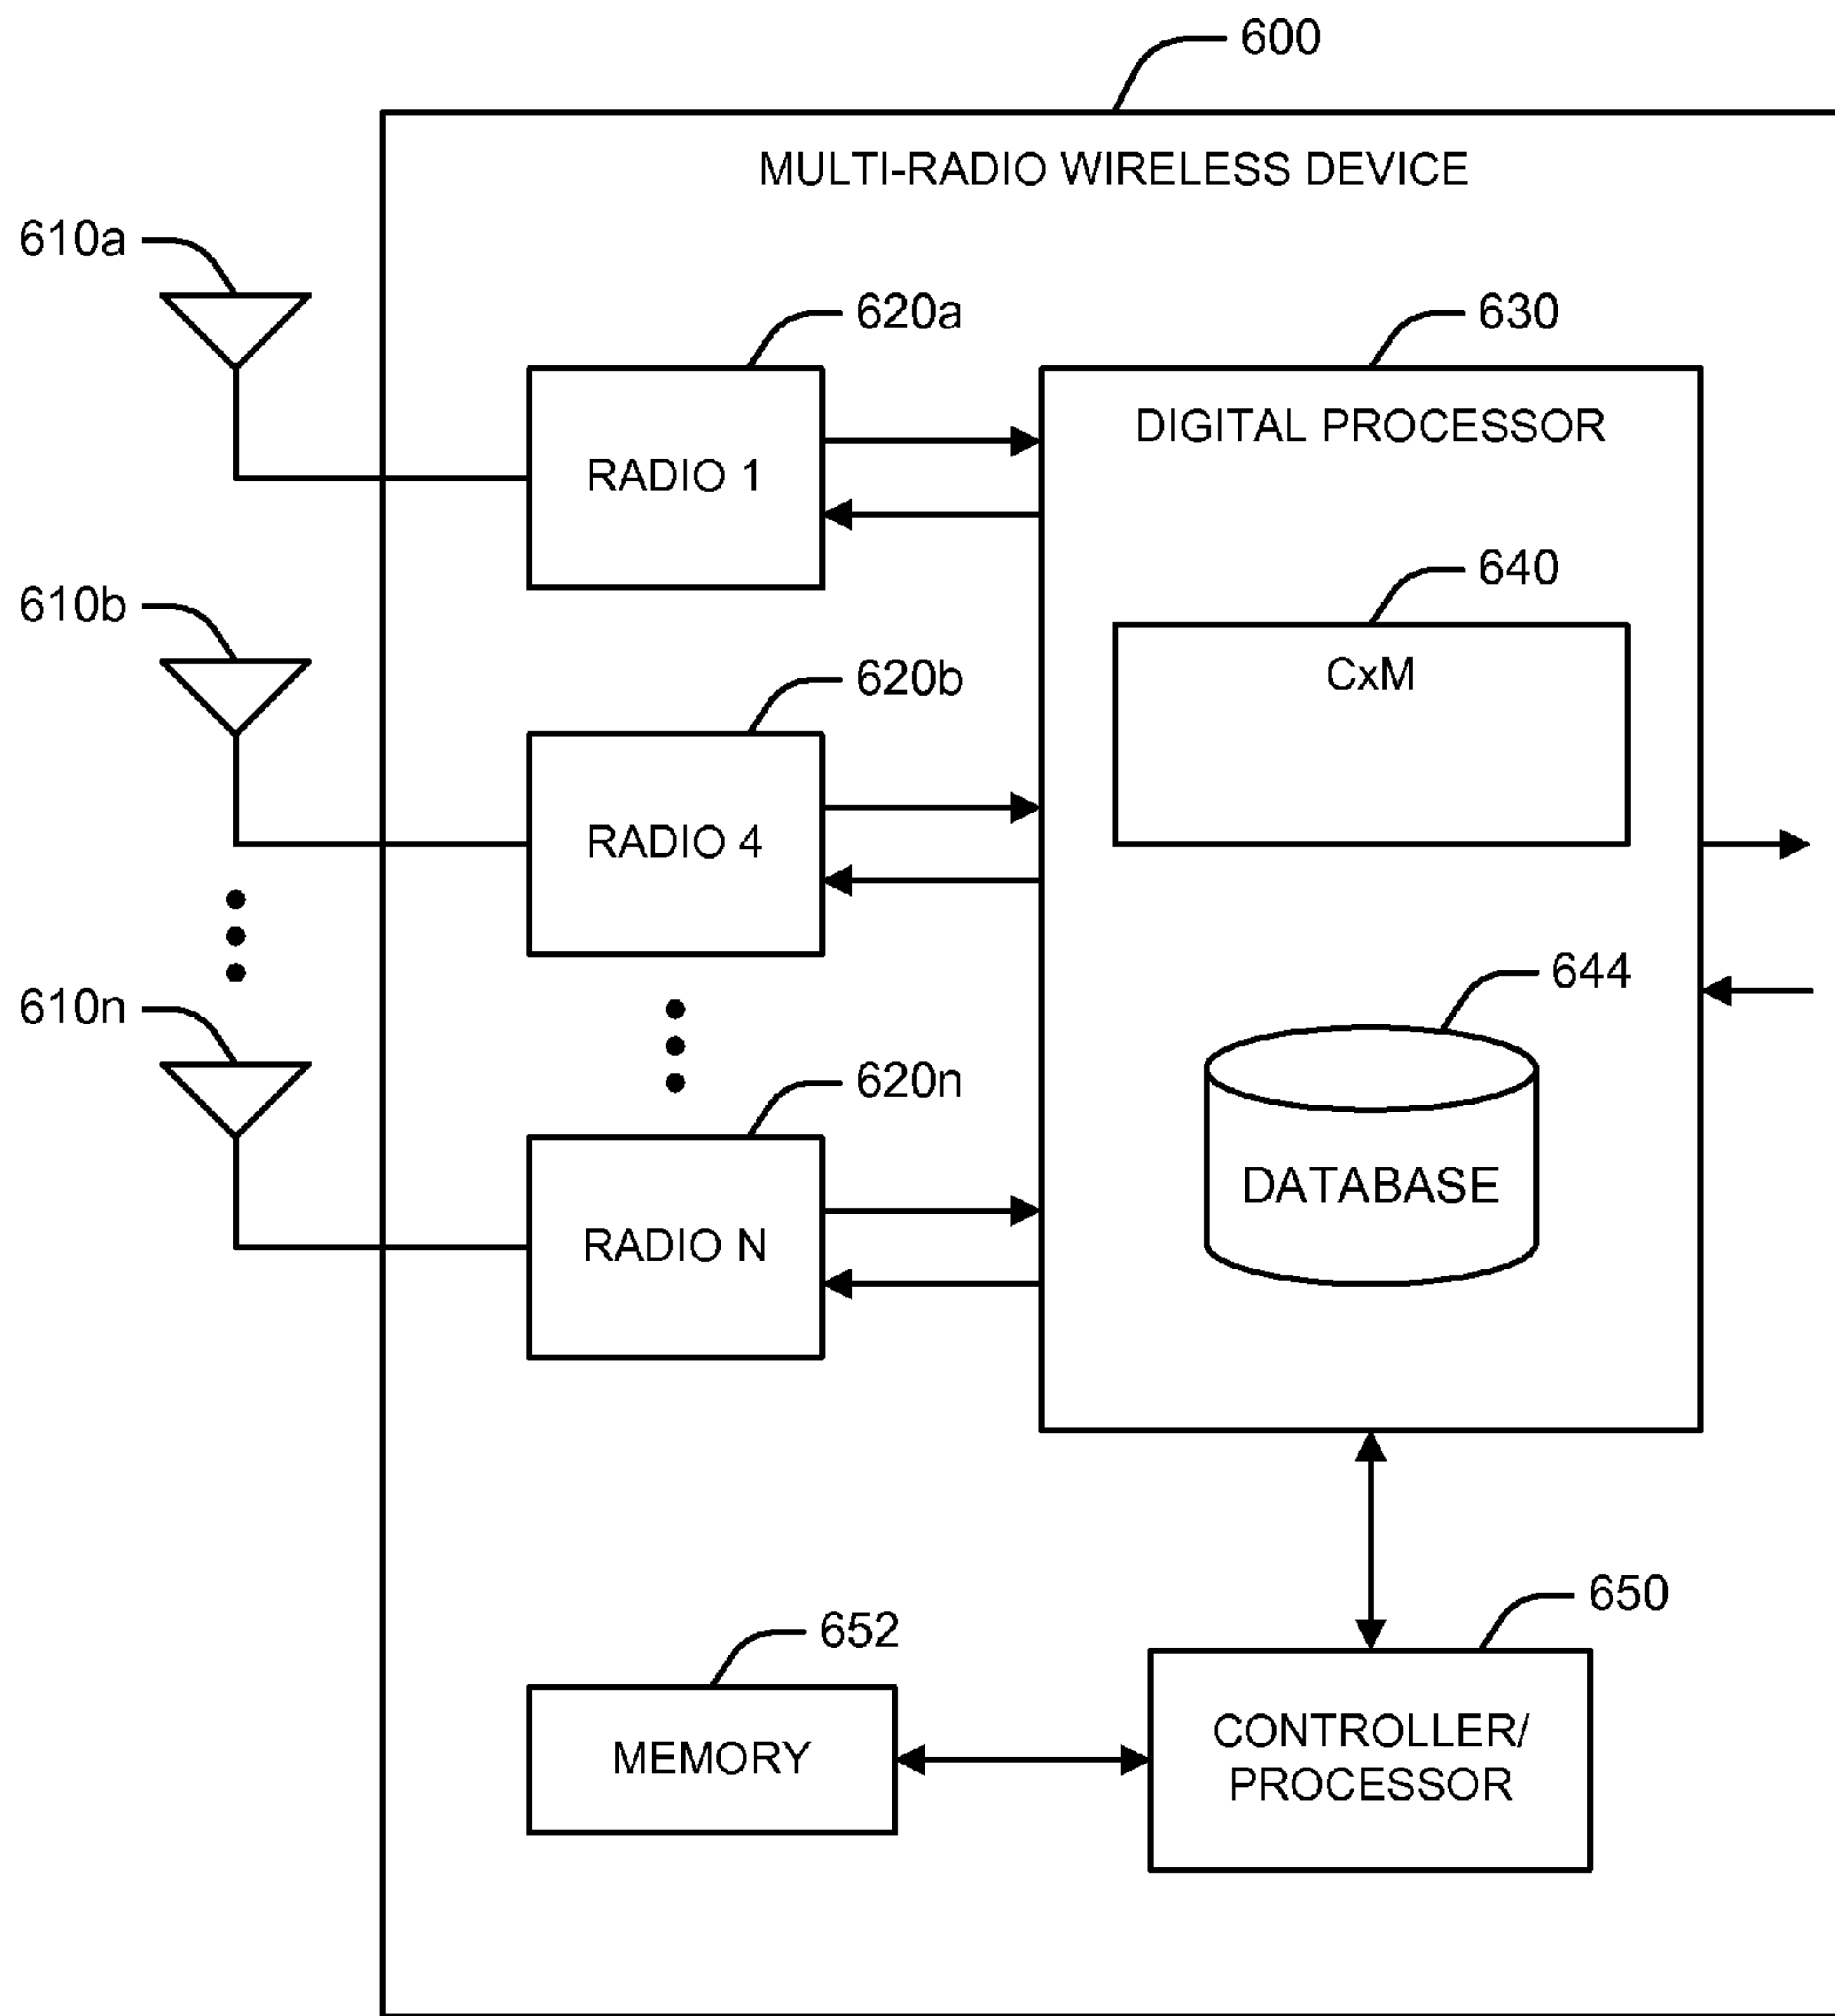 600
MULTI-RADIO WIRELESS DEVICE
610a
620a
630
DIGITAL PROCESSOR
RADIO 1
640
610b
CxM
620b
RADIO 4
644
610n
620n
DATABASE
RADIO N
650
652
CONTROLLER/
MEMORY
PROCESSOR